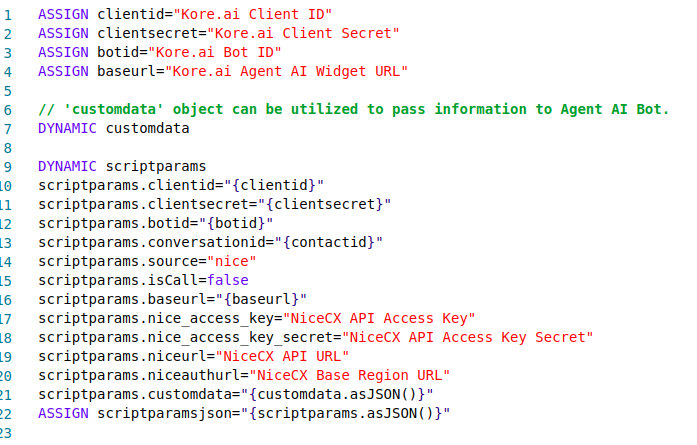 1 ASSIGN clientid="Kore.ai Client ID"
2 ASSIGN clientsecret="Kore.ai Client Secret"
3 ASSIGN botid="Kore.ai Bot ID"
4 ASSIGN baseurl="Kore.ai Agent AI Widget URL"
5
6 // 'customdata' object can be utilized to pass information to Agent AI Bot.
7 DYNAMIC customdata
8
9 DYNAMIC scriptparams
10 scriptparams.clientid="{clientid}"
11 scriptparams.clientsecret="{clientsecret}"
12 scriptparams.botid="{botid}"
13 scriptparams.conversationid="{contactid}"
14 scriptparams.source="nice"
15 scriptparams.isCall=false
16 scriptparams.baseurl="{baseurl}"
17 scriptparams.nice_access_key="NiceCX API Access Key"
18 scriptparams.nice_access_key_secret="NiceCX API Access Key Secret"
19 scriptparams.niceurl="NiceCX API URL"
20 scriptparams.niceauthurl="NiceCX Base Region URL"
21 scriptparams.customdata="{customdata.asJSON()}"
22 ASSIGN scriptparamsjson="{scriptparams.asJSON()}"
23